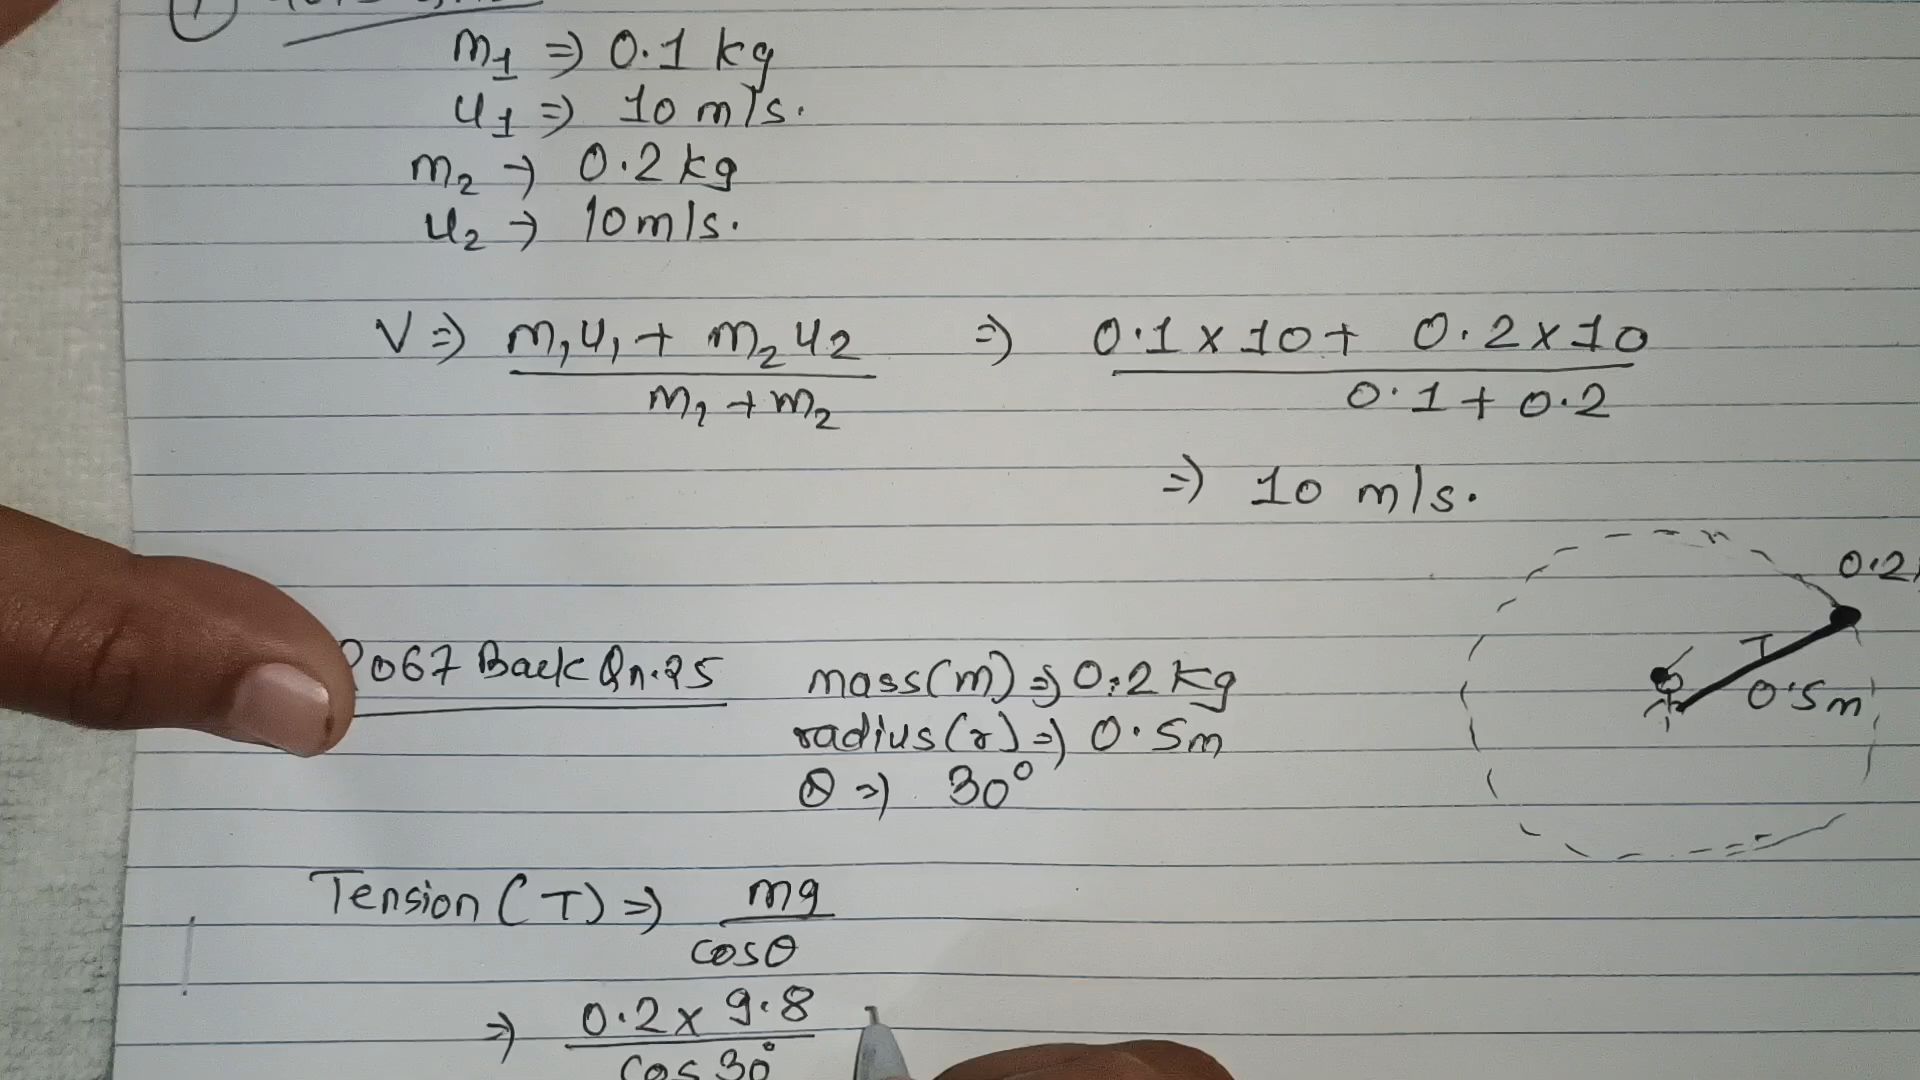 m1 ⇒ 0.1 kg
u1 ⇒ 10 m/s.
m2 → 0.2 kg
u2 → 10 m/s.
V ⇒ m1u1 + m2u2 / m1 + m2 ⇒ 0.1 x 10 + 0.2 x 10 / 0.1 + 0.2
⇒ 10 m/s.
0.2
T
0.5m
2067 Back Qn.25
mass(m) ⇒ 0.2 kg
radius(r) ⇒ 0.5m
θ ⇒ 30°
Tension (T) ⇒ mg / cosθ
⇒ 0.2 x 9.8 / cos 30°